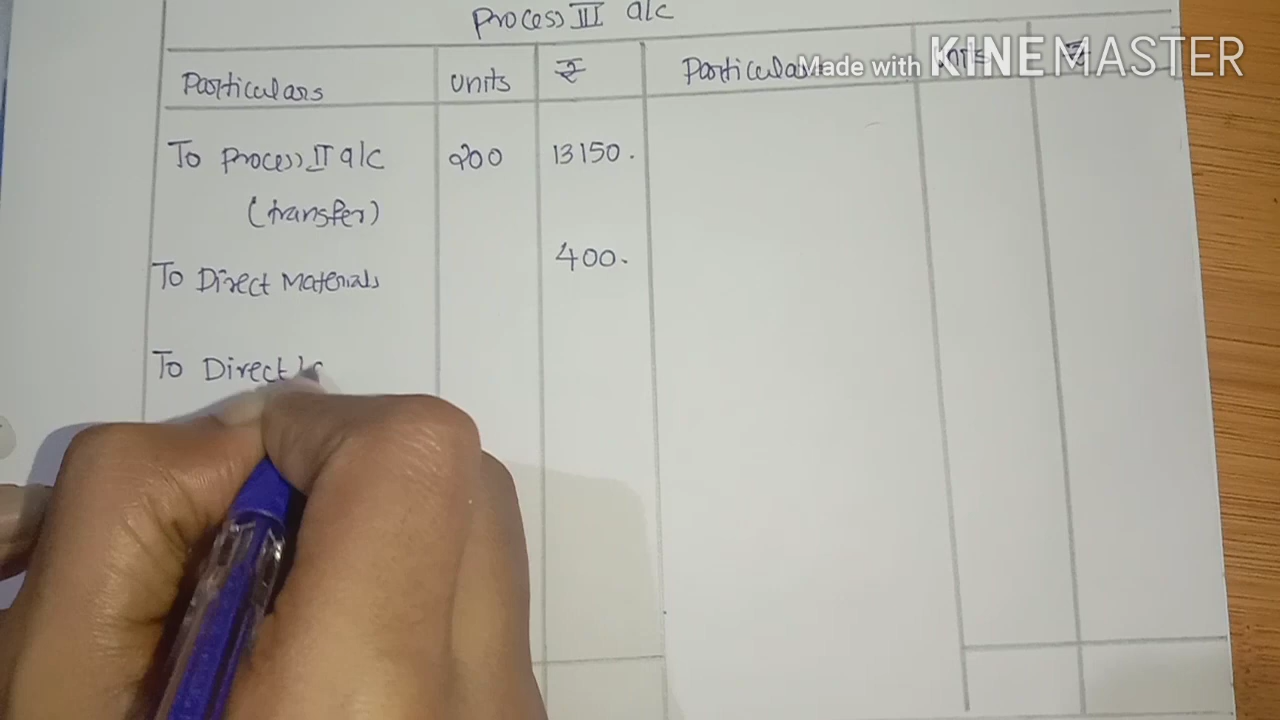 Process III a/c
Particulars units ₹ Particulars units ₹
Made with KINEMASTER
To Process II a/c 200 13150.
(transfer)
To Direct Materials 400.
To Direct